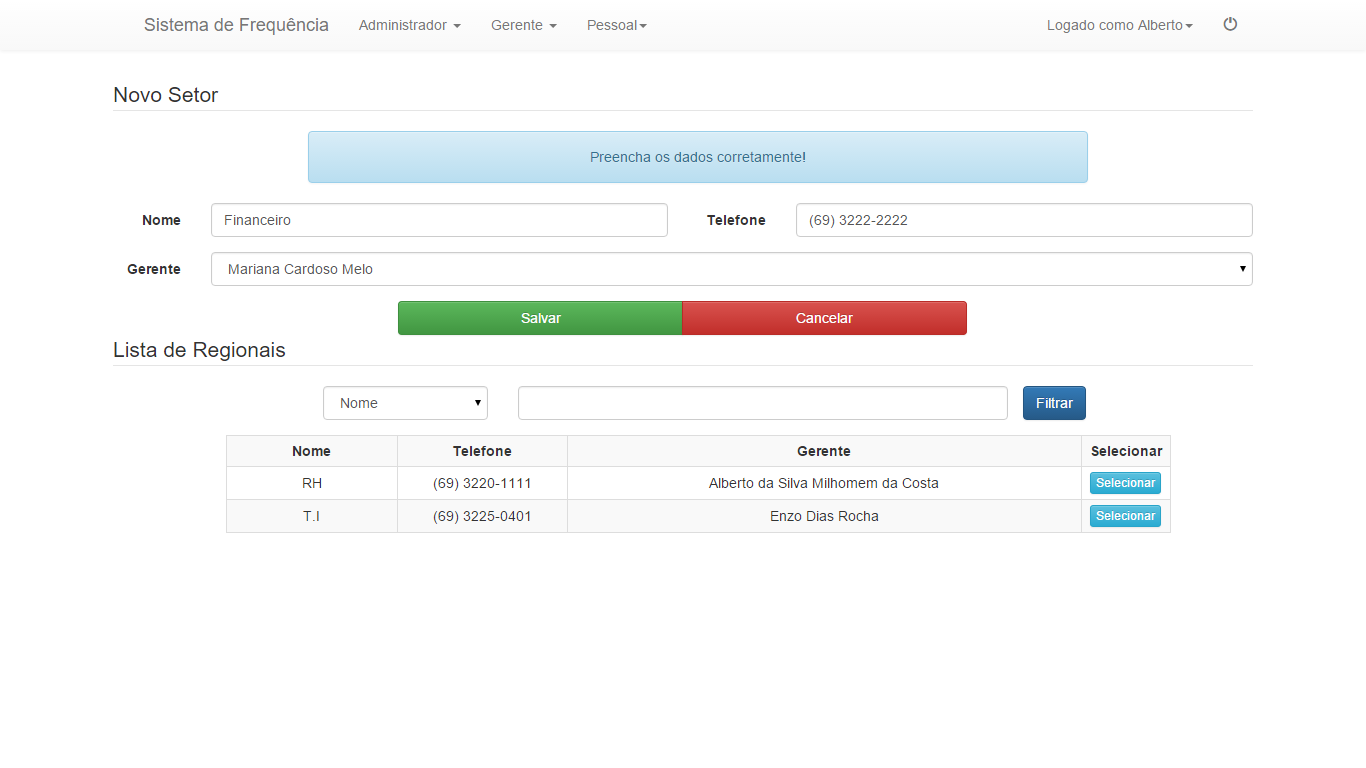 Sistema de Frequência Administrador Gerente Pessoal Logado como Alberto
Novo Setor
Preencha os dados corretamente!
Nome Financeiro Telefone (69) 3222-2222
Gerente Mariana Cardoso Melo
Salvar Cancelar
Lista de Regionais
Nome Filtrar
Nome Telefone Gerente Selecionar
RH (69) 3220-1111 Alberto da Silva Milhomem da Costa Selecionar
T.I (69) 3225-0401 Enzo Dias Rocha Selecionar